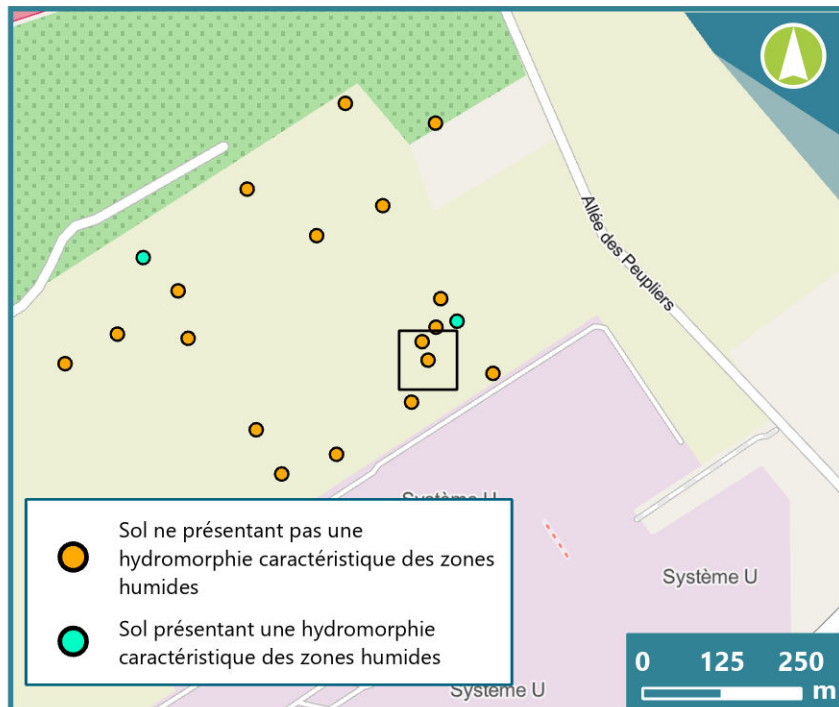 Allée des Peupliers
Système U
Système U
Sol ne présentant pas une
hydromorphie caractéristique des zones
humides
Sol présentant une hydromorphie
caractéristique des zones humides
Système U
0 125 250
m